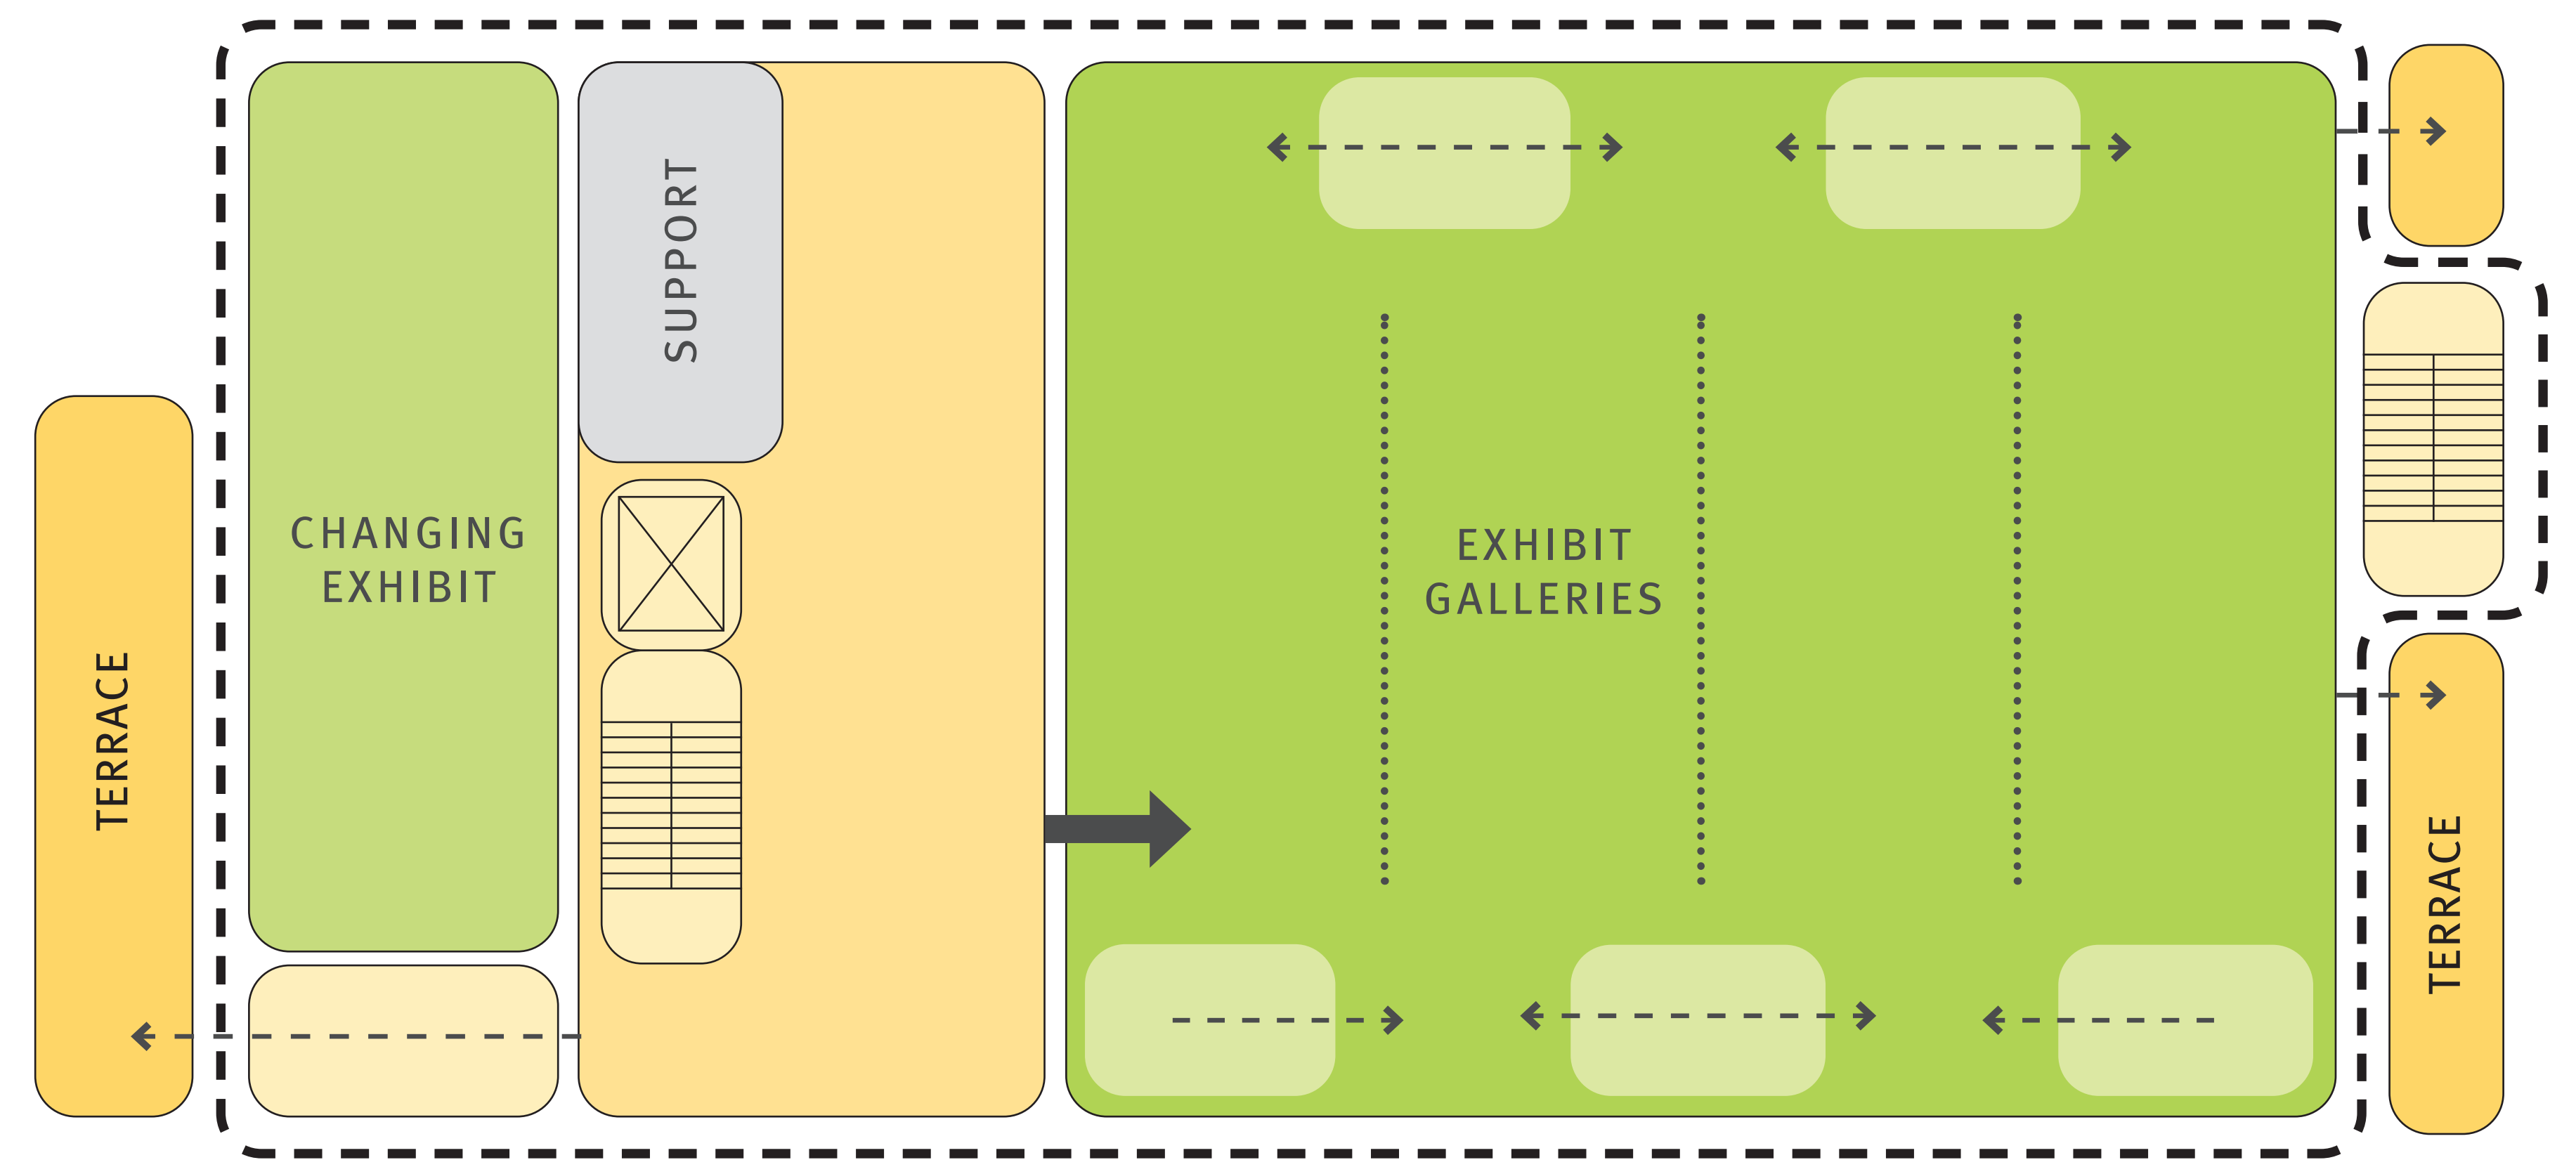 SUPPORT
CHANGING
EXHIBIT
EXHIBIT
GALLERIES
TERRACE
TERRACE